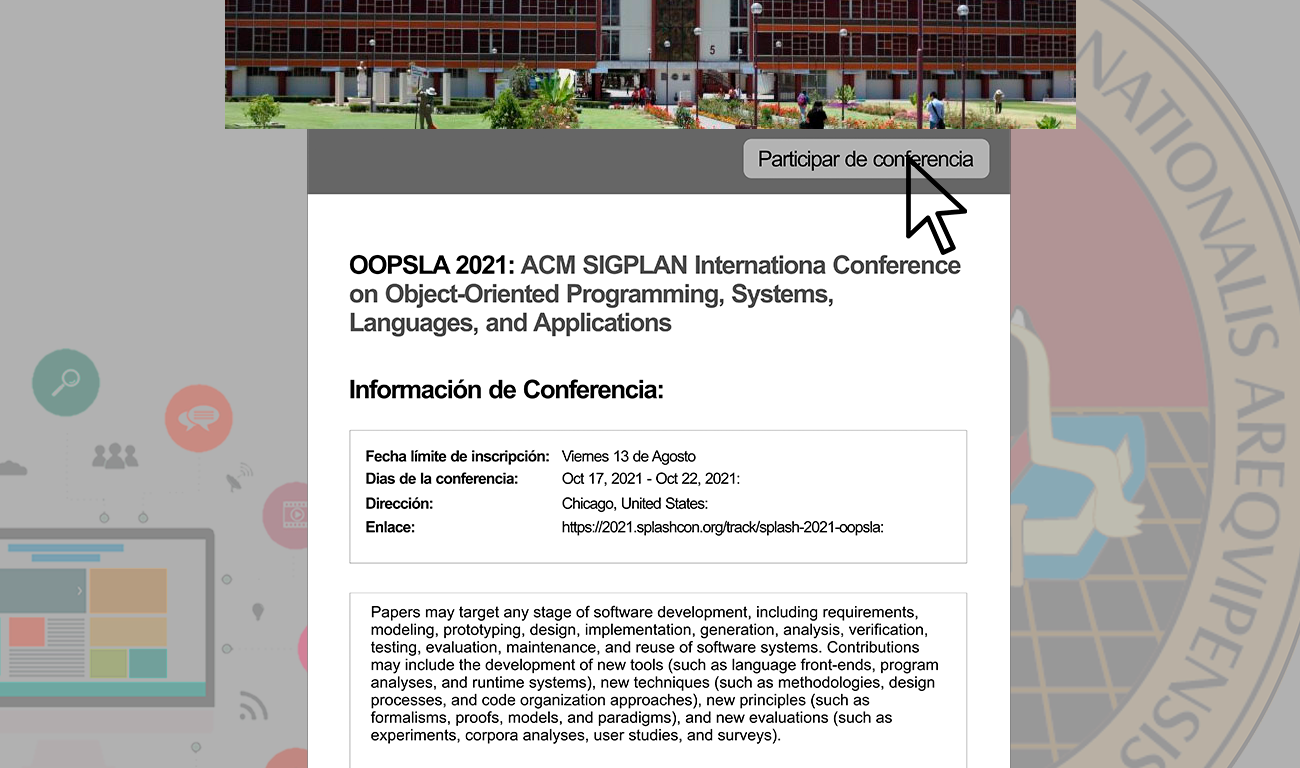 5
Participar de conferencia
OOPSLA 2021: ACM SIGPLAN Internationa Conference
on Object-Oriented Programming, Systems,
Languages, and Applications
Información de Conferencia:
Fecha límite de inscripción: Viernes 13 de Agosto
Dias de la conferencia: Oct 17, 2021 - Oct 22, 2021:
Dirección: Chicago, United States:
Enlace: https://2021.splashcon.org/track/splash-2021-oopsla:
Papers may target any stage of software development, including requirements,
modeling, prototyping, design, implementation, generation, analysis, verification,
testing, evaluation, maintenance, and reuse of software systems. Contributions
may include the development of new tools (such as language front-ends, program
analyses, and runtime systems), new techniques (such as methodologies, design
processes, and code organization approaches), new principles (such as
formalisms, proofs, models, and paradigms), and new evaluations (such as
experiments, corpora analyses, user studies, and surveys).
NATIONALIS AREQVIPENSIS